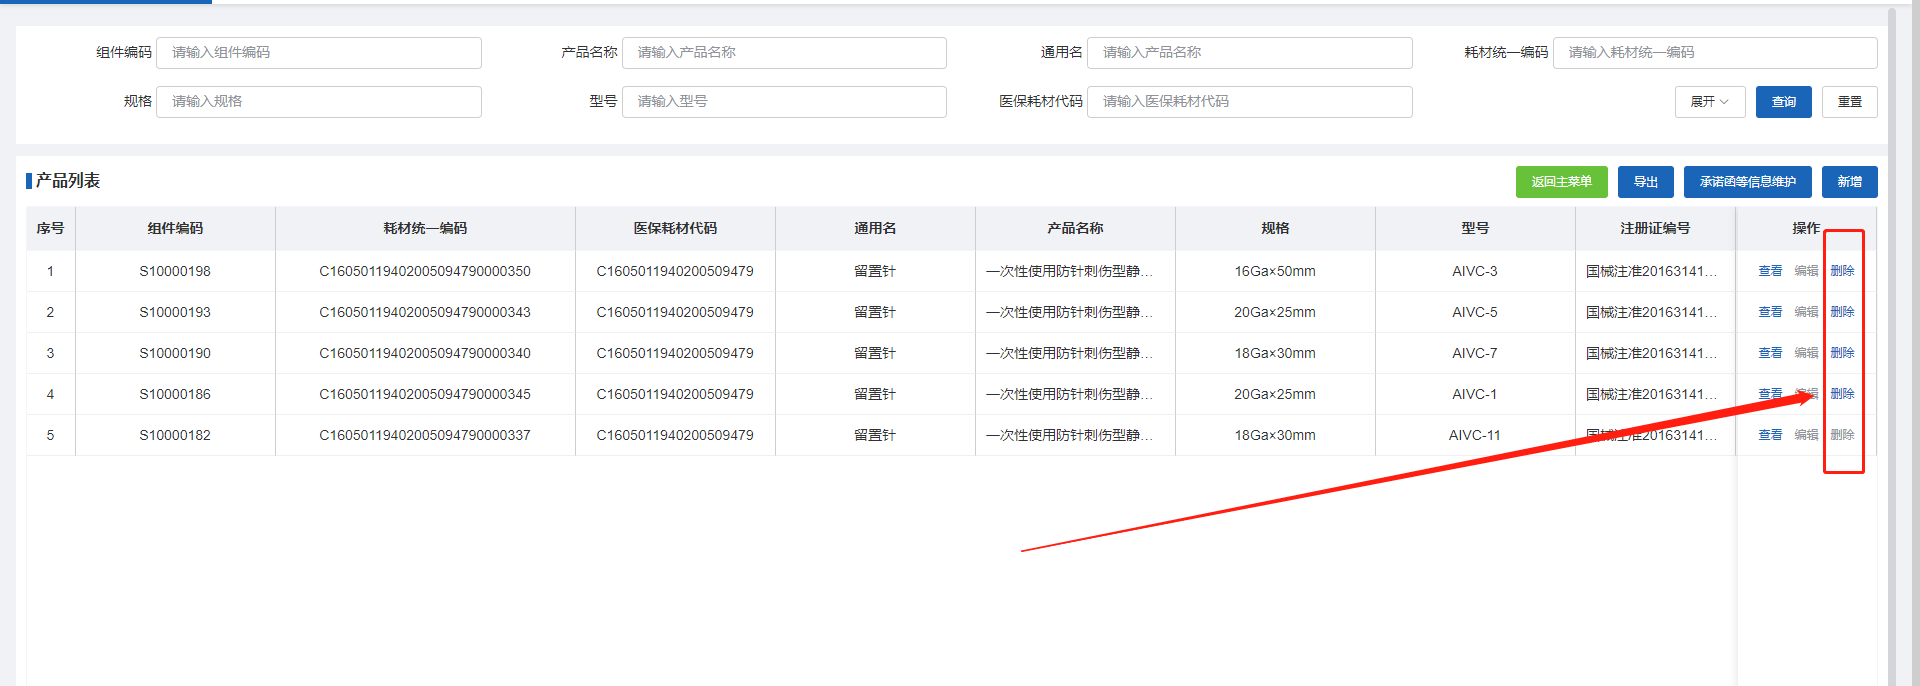 组件编码 请输入组件编码 产品名称 请输入产品名称 通用名 请输入产品名称 耗材统一编码 请输入耗材统一编码
规格 请输入规格 型号 请输入型号 医保耗材代码 请输入医保耗材代码 展开 查询 重置
产品列表 返回主菜单 导出 承诺函等信息维护 新增
序号 组件编码 耗材统一编码 医保耗材代码 通用名 产品名称 规格 型号 注册证编号 操作
1 S10000198 C16050119402005094790000350 C1605011940200509479 留置针 一次性使用防针刺伤型静... 16Ga×50mm AIVC-3 国械注准20163141... 查看 编辑 删除
2 S10000193 C16050119402005094790000343 C1605011940200509479 留置针 一次性使用防针刺伤型静... 20Ga×25mm AIVC-5 国械注准20163141... 查看 编辑 删除
3 S10000190 C16050119402005094790000340 C1605011940200509479 留置针 一次性使用防针刺伤型静... 18Ga×30mm AIVC-7 国械注准20163141... 查看 编辑 删除
4 S10000186 C16050119402005094790000345 C1605011940200509479 留置针 一次性使用防针刺伤型静... 20Ga×25mm AIVC-1 国械注准20163141... 查看 编辑 删除
5 S10000182 C16050119402005094790000337 C1605011940200509479 留置针 一次性使用防针刺伤型静... 18Ga×30mm AIVC-11 国械注准20163141... 查看 编辑 删除